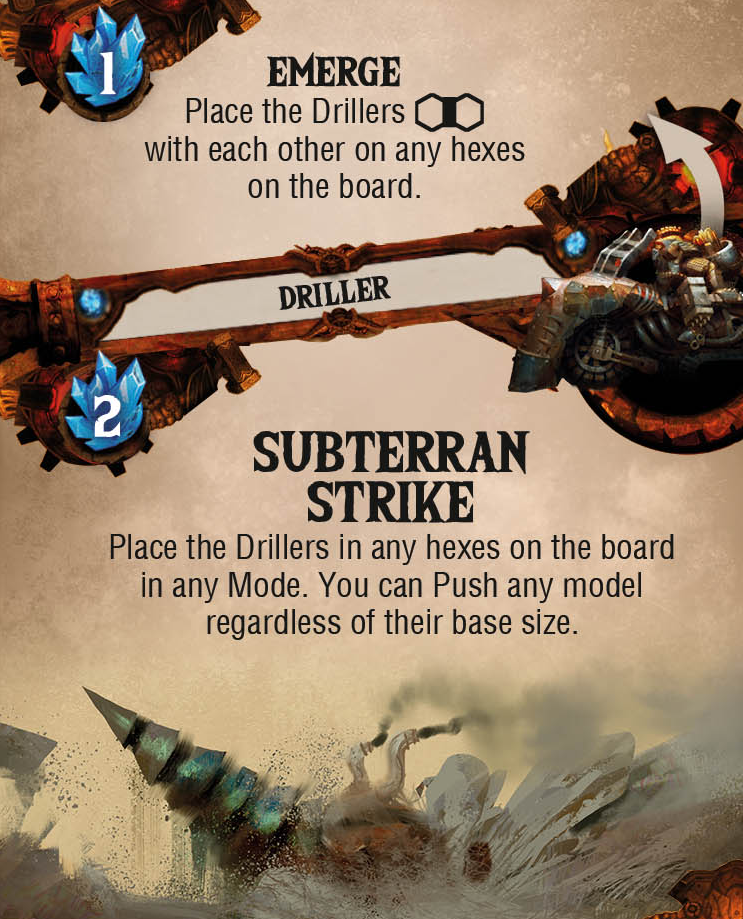 1
EMERGE
Place the Drillers
with each other on any hexes
on the board.
DRILLER
2
SUBTERRAN
STRIKE
Place the Drillers in any hexes on the board
in any Mode. You can Push any model
regardless of their base size.